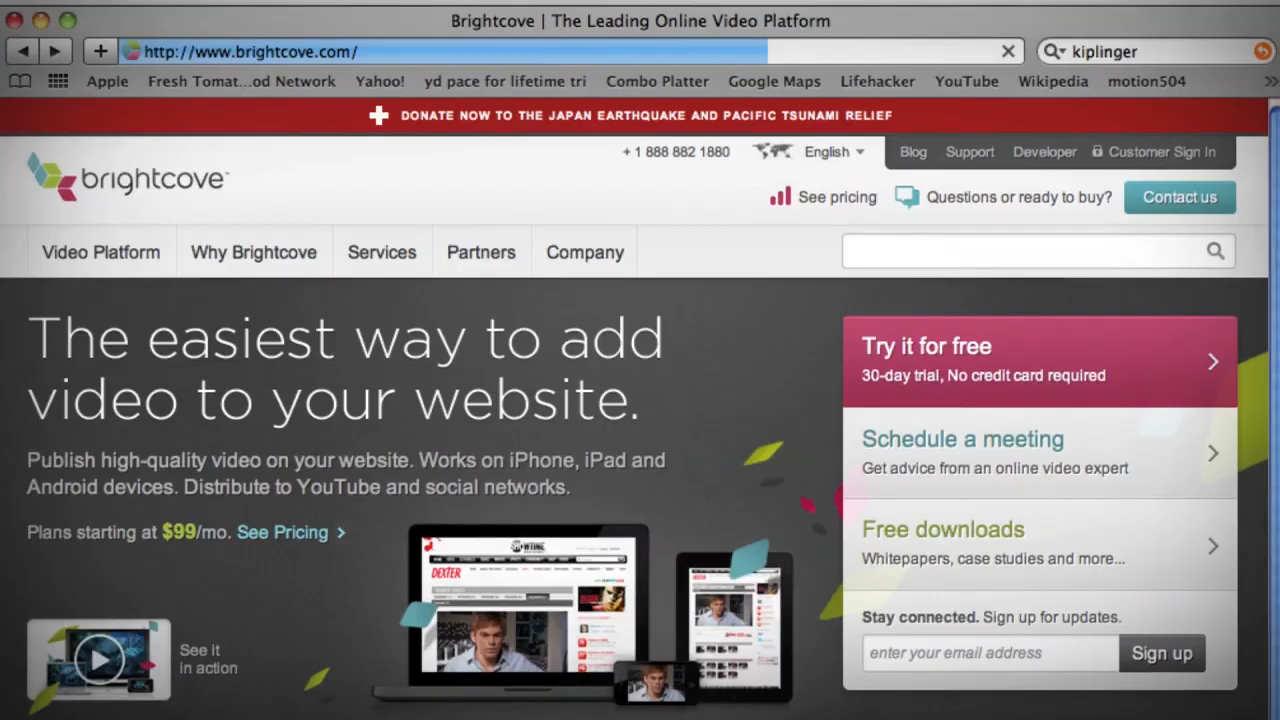 Brightcove | The Leading Online Video Platform
http://www.brightcove.com/
kiplinger
Apple Fresh Tomat...od Network Yahoo! yd pace for lifetime tri Combo Platter Google Maps Lifehacker YouTube Wikipedia motion504
DONATE NOW TO THE JAPAN EARTHQUAKE AND PACIFIC TSUNAMI RELIEF
+ 1 888 882 1880 English Blog Support Developer Customer Sign In
brightcove™
See pricing Questions or ready to buy? Contact us
Video Platform Why Brightcove Services Partners Company
The easiest way to add
video to your website.
Publish high-quality video on your website. Works on iPhone, iPad and
Android devices. Distribute to YouTube and social networks.
Plans starting at $99/mo. See Pricing
See it
in action
SHOWTIME
DEXTER
Try it for free
30-day trial, No credit card required
Schedule a meeting
Get advice from an online video expert
Free downloads
Whitepapers, case studies and more...
Stay connected. Sign up for updates.
enter your email address
Sign up